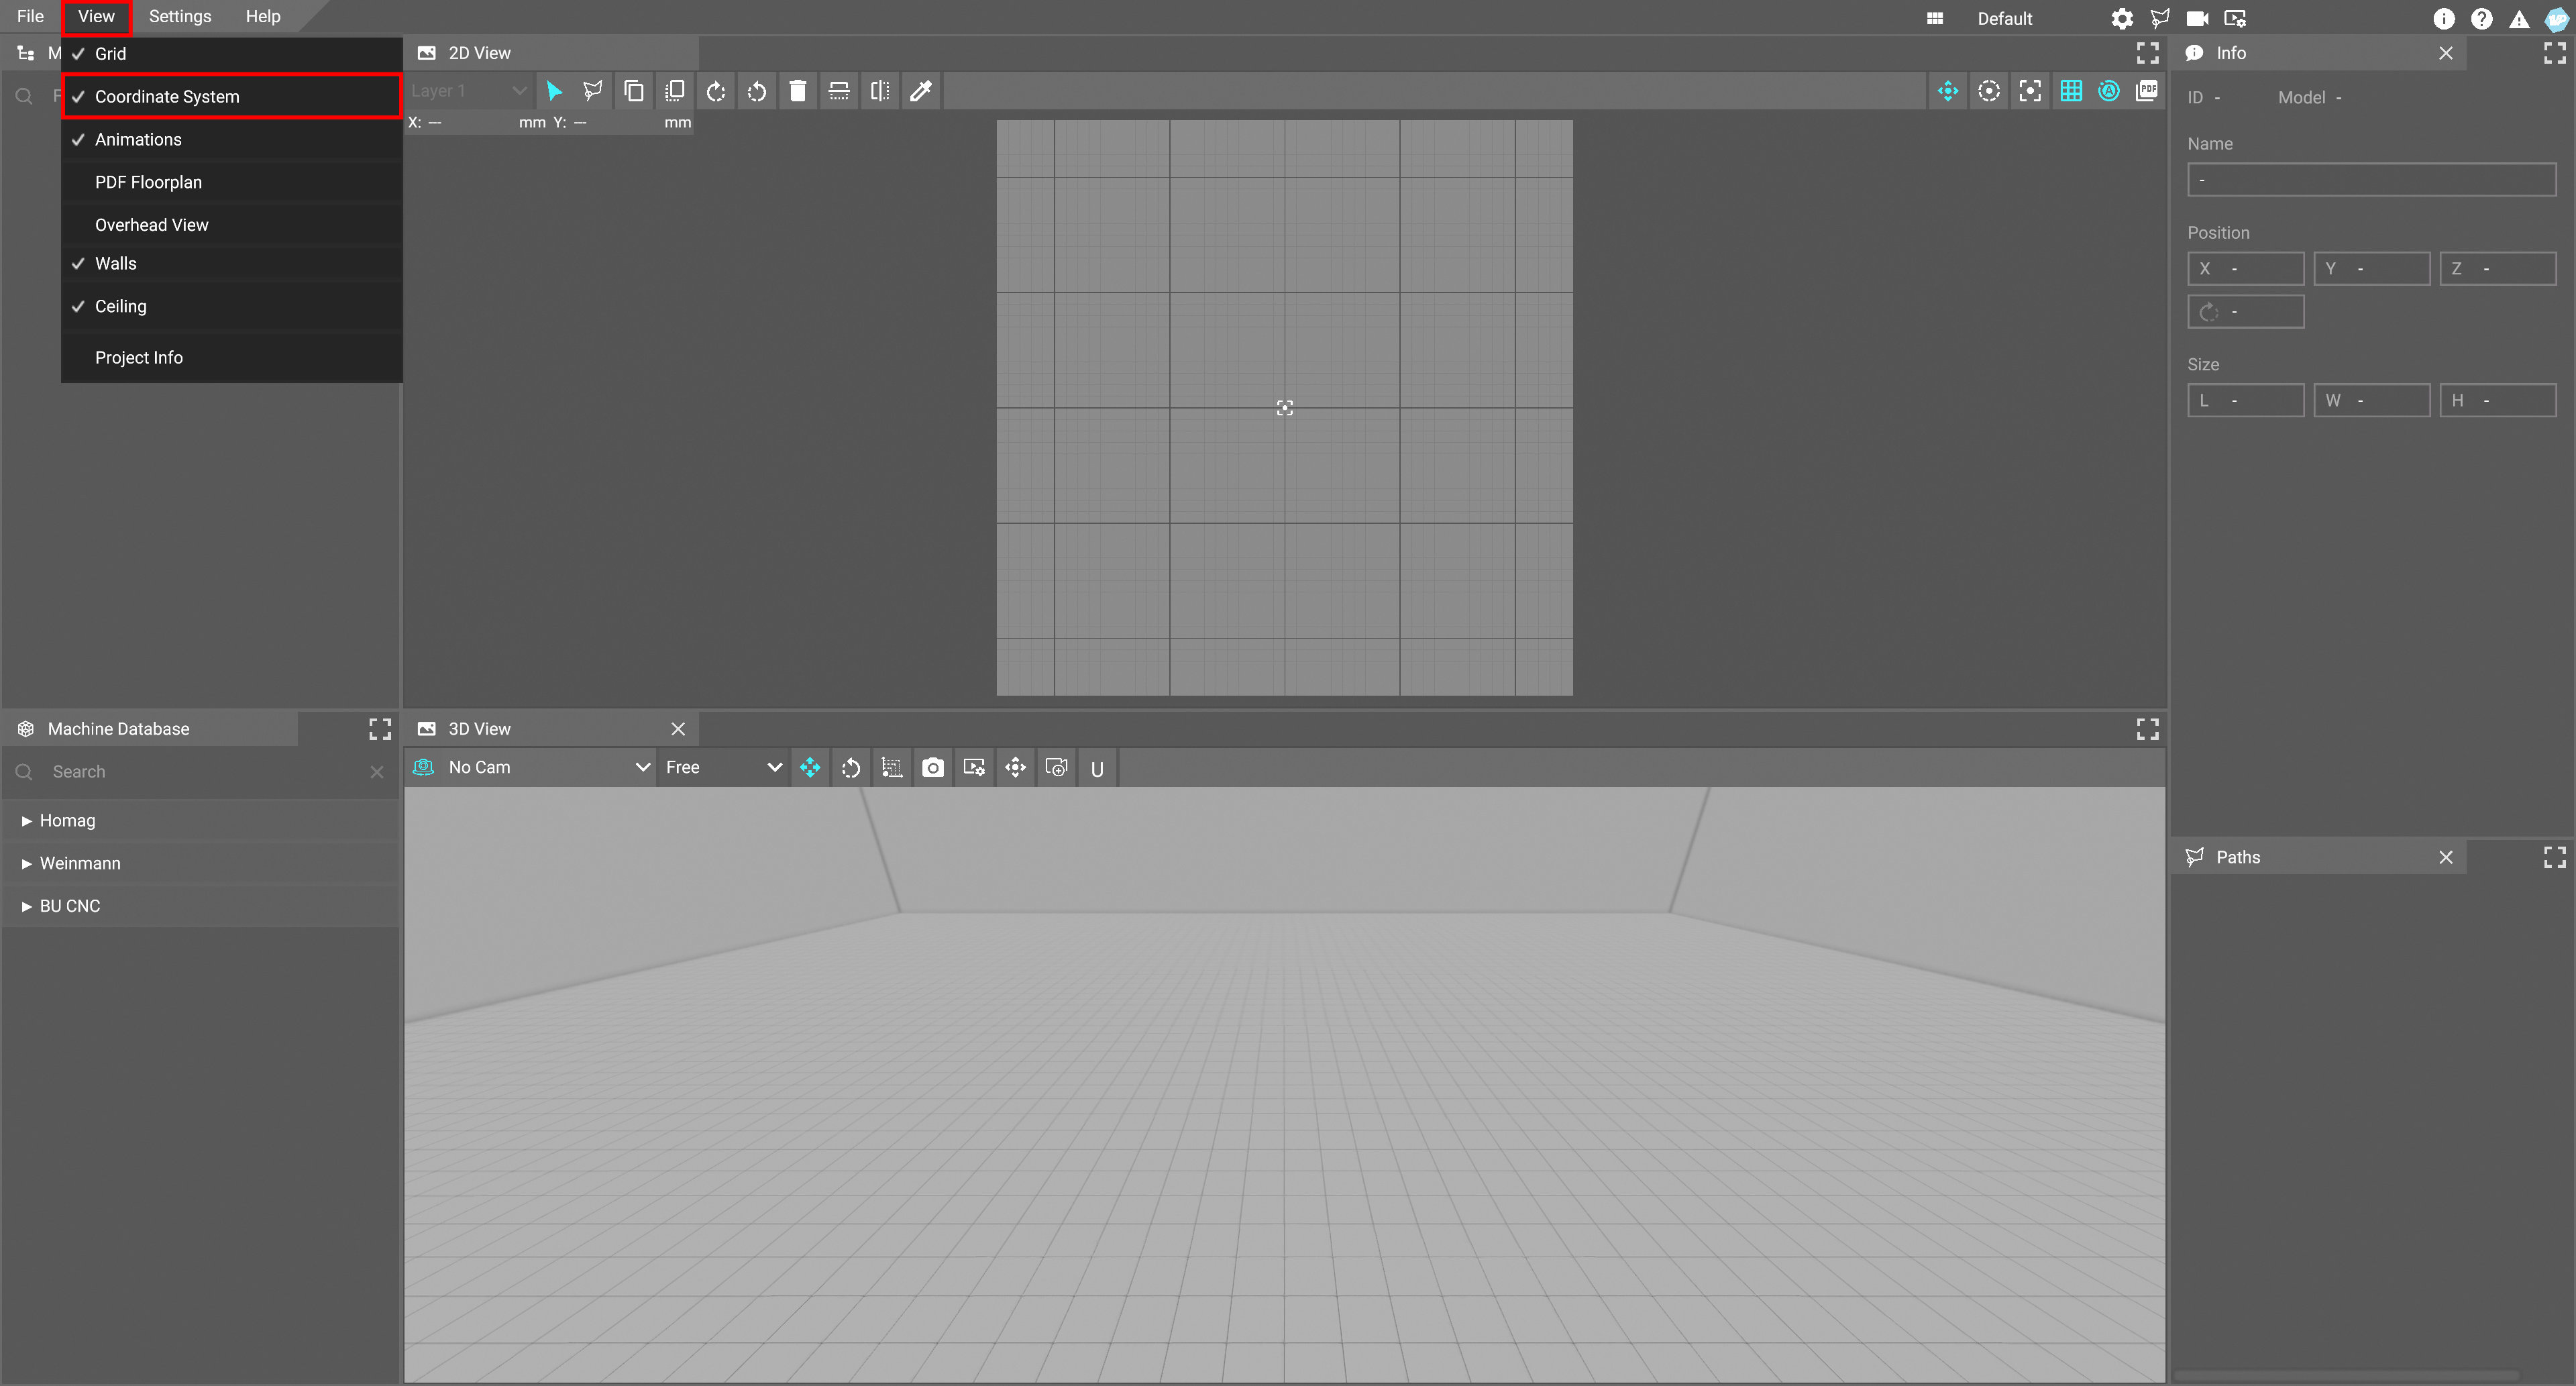 File View Settings Help
Default
M
Grid
Coordinate System
Animations
PDF Floorplan
Overhead View
Walls
Ceiling
Project Info
2D View
Layer 1
PDF
X: --- mm Y: --- mm
Info
ID - Model -
Name
-
Position
X - Y - Z -
-
Size
L - W - H -
Machine Database
Search
Homag
Weinmann
BU CNC
3D View
No Cam Free U
Paths